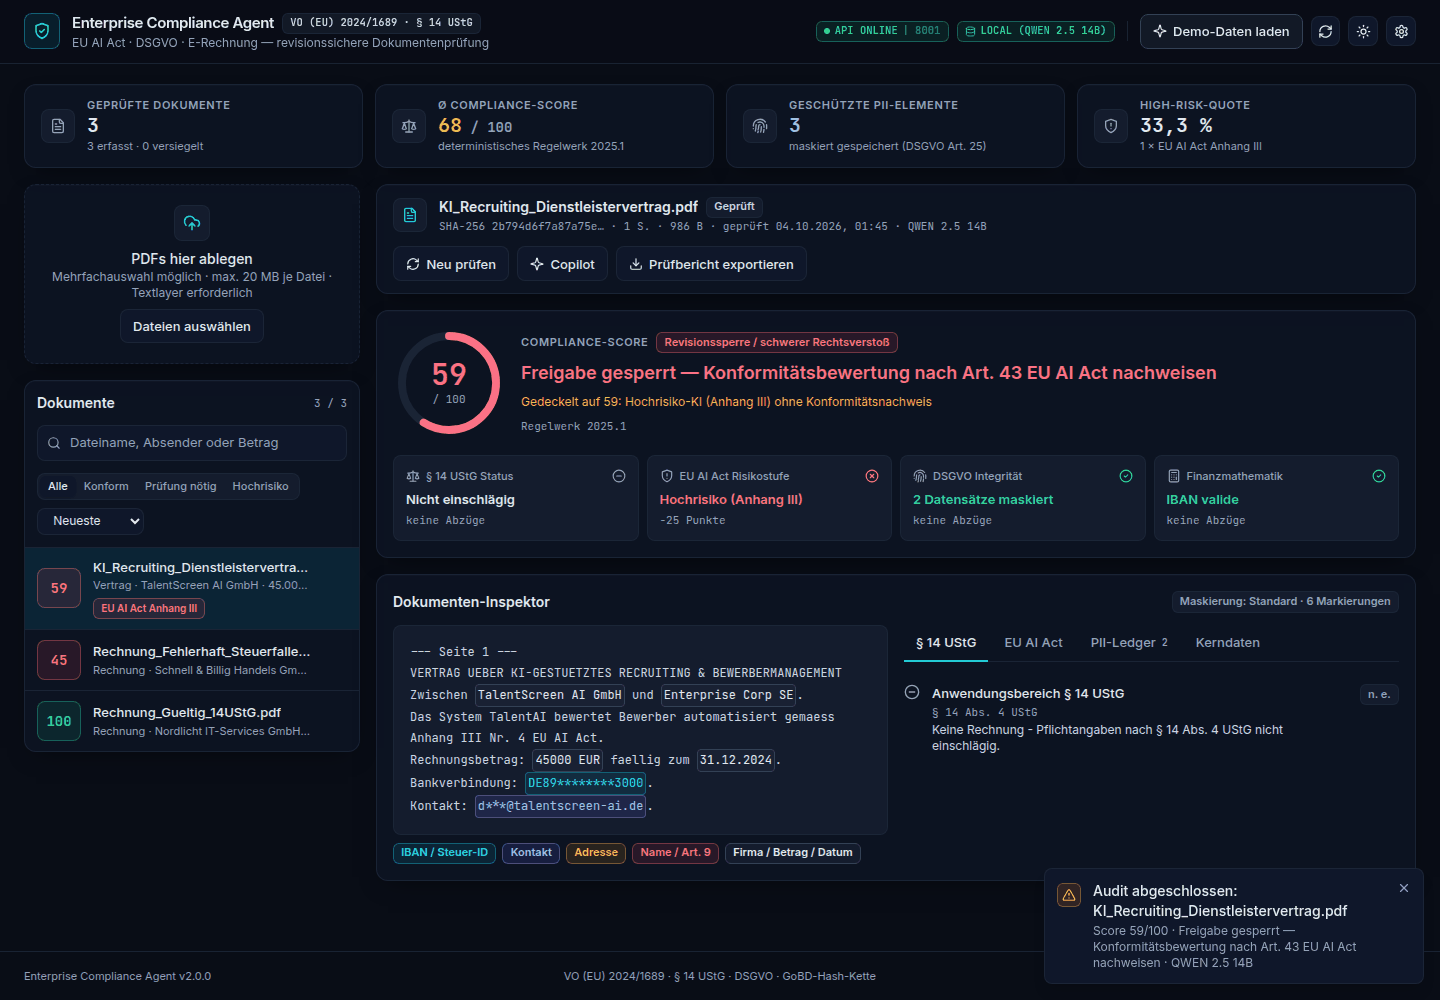 Enterprise Compliance Agent VO (EU) 2024/1689 · § 14 UStG
EU AI Act · DSGVO · E-Rechnung — revisionssichere Dokumentenprüfung
API ONLINE | 8001
LOCAL (QWEN 2.5 14B)
Demo-Daten laden
GEPRÜFTE DOKUMENTE
3
3 erfasst · 0 versiegelt
Ø COMPLIANCE-SCORE
68 / 100
deterministisches Regelwerk 2025.1
GESCHÜTZTE PII-ELEMENTE
3
maskiert gespeichert (DSGVO Art. 25)
HIGH-RISK-QUOTE
33,3 %
1 × EU AI Act Anhang III
PDFs hier ablegen
Mehrfachauswahl möglich · max. 20 MB je Datei ·
Textlayer erforderlich
Dateien auswählen
Dokumente 3 / 3
Dateiname, Absender oder Betrag
Alle Konform Prüfung nötig Hochrisiko
Neueste
59
KI_Recruiting_Dienstleistervertra...
Vertrag · TalentScreen AI GmbH · 45.00...
EU AI Act Anhang III
45
Rechnung_Fehlerhaft_Steuerfalle...
Rechnung · Schnell & Billig Handels Gm...
100
Rechnung_Gueltig_14UStG.pdf
Rechnung · Nordlicht IT-Services GmbH...
KI_Recruiting_Dienstleistervertrag.pdf Geprüft
SHA-256 2b794d6f7a87a75e… · 1 S. · 986 B · geprüft 04.10.2026, 01:45 · QWEN 2.5 14B
Neu prüfen
Copilot
Prüfbericht exportieren
59
/ 100
COMPLIANCE-SCORE Revisionssperre / schwerer Rechtsverstoß
Freigabe gesperrt — Konformitätsbewertung nach Art. 43 EU AI Act nachweisen
Gedeckelt auf 59: Hochrisiko-KI (Anhang III) ohne Konformitätsnachweis
Regelwerk 2025.1
§ 14 UStG Status
Nicht einschlägig
keine Abzüge
EU AI Act Risikostufe
Hochrisiko (Anhang III)
-25 Punkte
DSGVO Integrität
2 Datensätze maskiert
keine Abzüge
Finanzmathematik
IBAN valide
keine Abzüge
Dokumenten-Inspektor
Maskierung: Standard · 6 Markierungen
--- Seite 1 ---
VERTRAG UEBER KI-GESTUETZTES RECRUITING & BEWERBERMANAGEMENT
Zwischen TalentScreen AI GmbH und Enterprise Corp SE.
Das System TalentAI bewertet Bewerber automatisiert gemaess
Anhang III Nr. 4 EU AI Act.
Rechnungsbetrag: 45000 EUR faellig zum 31.12.2024.
Bankverbindung: DE89********3000.
Kontakt: d***@talentscreen-ai.de.
IBAN / Steuer-ID Kontakt Adresse Name / Art. 9 Firma / Betrag / Datum
§ 14 UStG EU AI Act PII-Ledger 2 Kerndaten
Anwendungsbereich § 14 UStG n. e.
§ 14 Abs. 4 UStG
Keine Rechnung - Pflichtangaben nach § 14 Abs. 4 UStG nicht
einschlägig.
Audit abgeschlossen:
KI_Recruiting_Dienstleistervertrag.pdf
Score 59/100 · Freigabe gesperrt —
Konformitätsbewertung nach Art. 43 EU AI Act
nachweisen · QWEN 2.5 14B
Enterprise Compliance Agent v2.0.0
VO (EU) 2024/1689 · § 14 UStG · DSGVO · GoBD-Hash-Kette